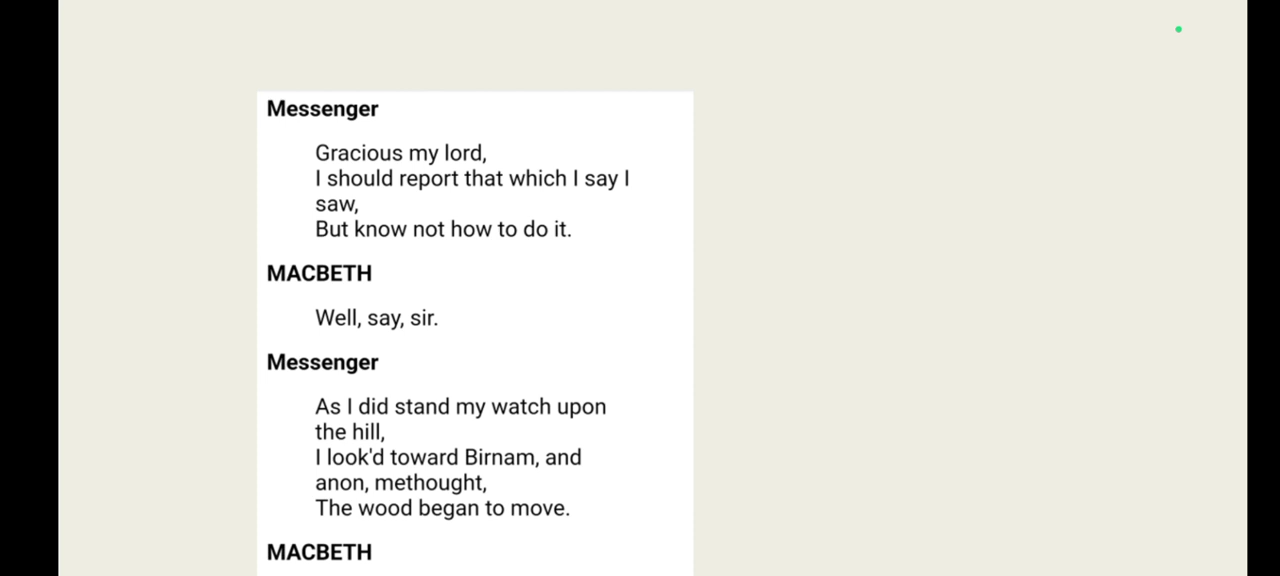 Messenger
Gracious my lord,
I should report that which I say I
saw,
But know not how to do it.
MACBETH
Well, say, sir.
Messenger
As I did stand my watch upon
the hill,
I look'd toward Birnam, and
anon, methought,
The wood began to move.
MACBETH